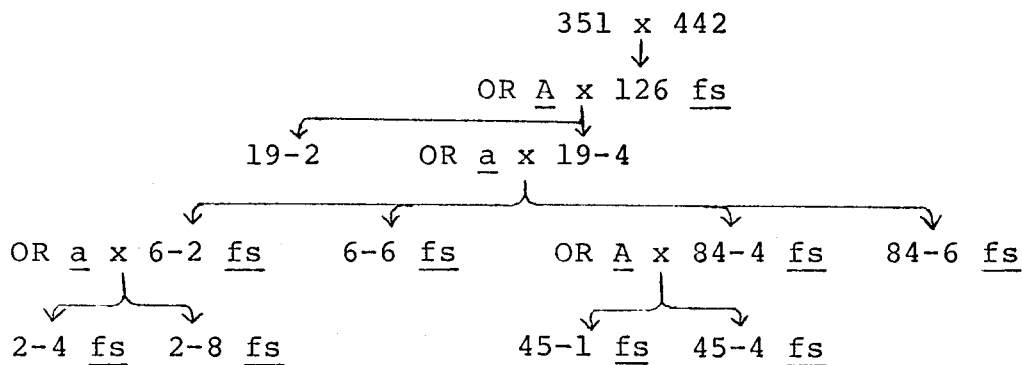 351 x 442
OR A x 126 fs
19-2 OR a x 19-4
OR a x 6-2 fs 6-6 fs OR A x 84-4 fs 84-6 fs
2-4 fs 2-8 fs 45-1 fs 45-4 fs